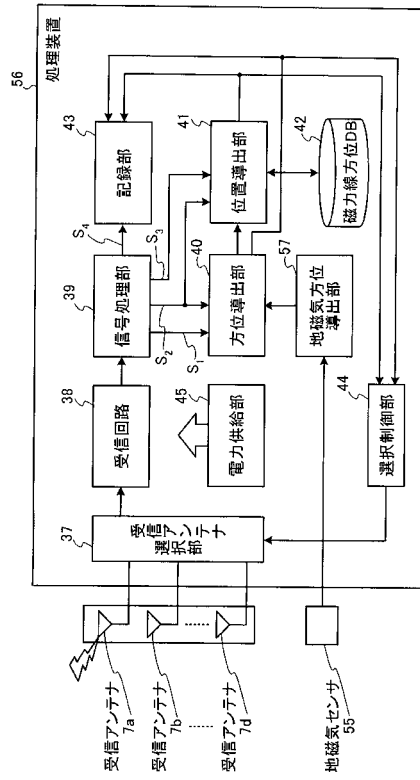 56
処理装置
37
受信アンテナ
選択部
38
受信回路
39
信号処理部
43
記録部
S4
S3
S2
S1
40
方位導出部
41
位置導出部
42
磁力線方位DB
45
電力供給部
57
地磁気方位
導出部
44
選択制御部
受信アンテナ
7a
受信アンテナ
7b
受信アンテナ
7d
地磁気センサ
55